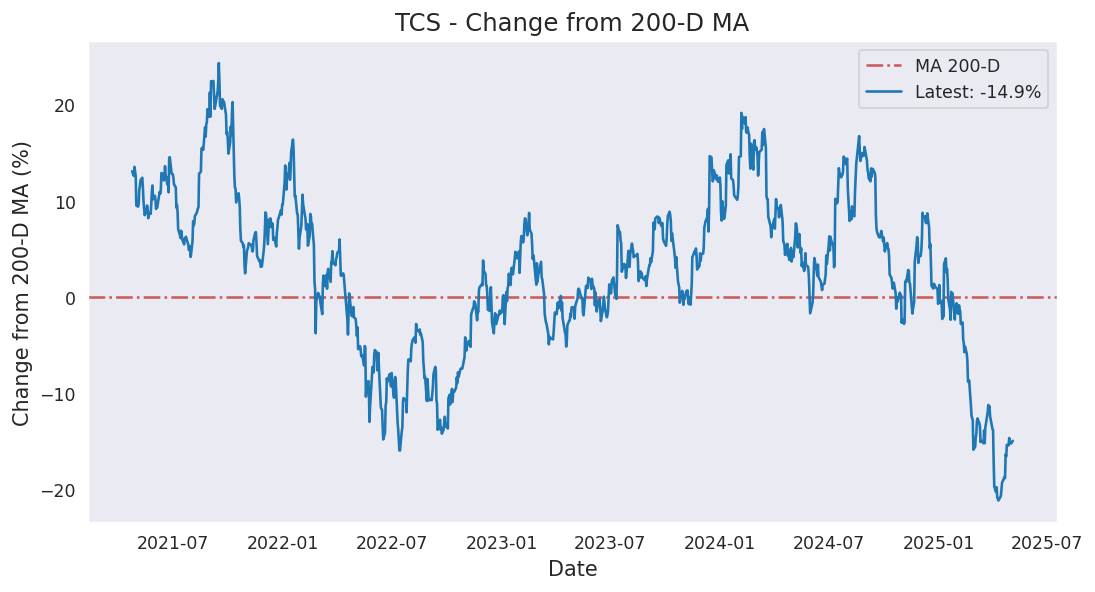 TCS - Change from 200-D MA
MA 200-D
Latest: -14.9%
Change from 200-D MA (%)
20
10
0
−10
−20
2021-07 2022-01 2022-07 2023-01 2023-07 2024-01 2024-07 2025-01 2025-07
Date